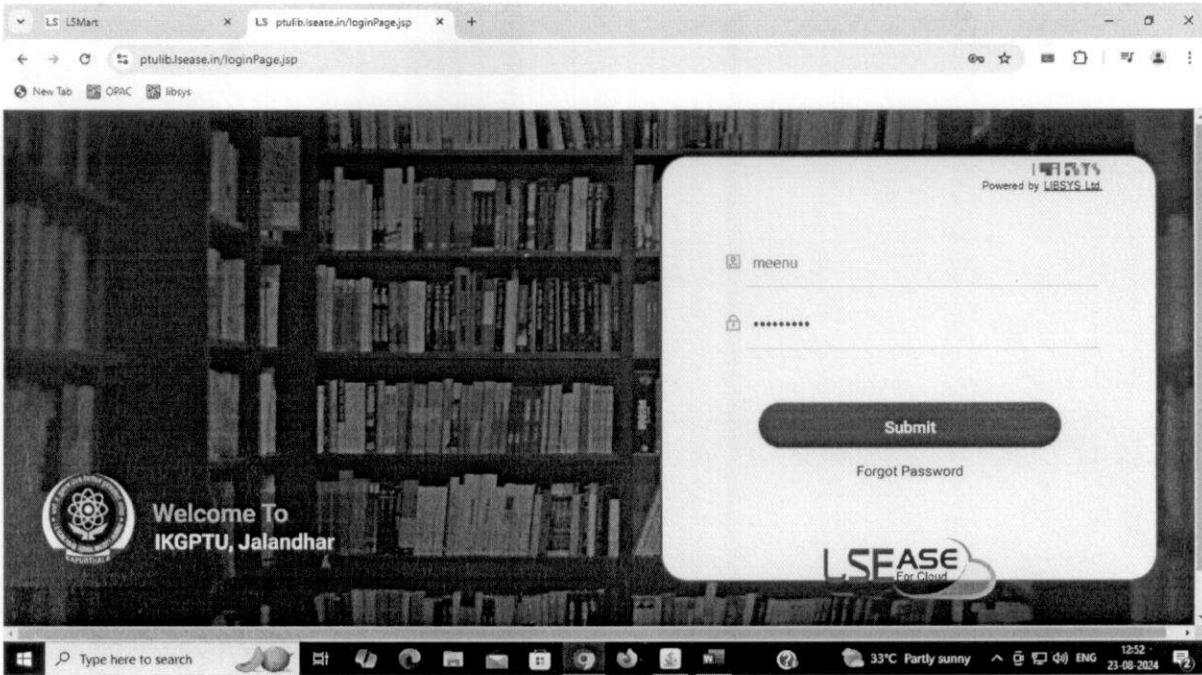 LS LSMart
LS ptulib.lsease.in/loginPage.jsp
ptulib.lsease.in/loginPage.jsp
New Tab OPAC libsys
Powered by LIBSYS Ltd.
meenu
•••••••••
Submit
Forgot Password
Welcome To
IKGPTU, Jalandhar
KAPURTHALA
LSEASE
For Cloud
Type here to search
33°C Partly sunny
ENG
12:52
23-08-2024
2